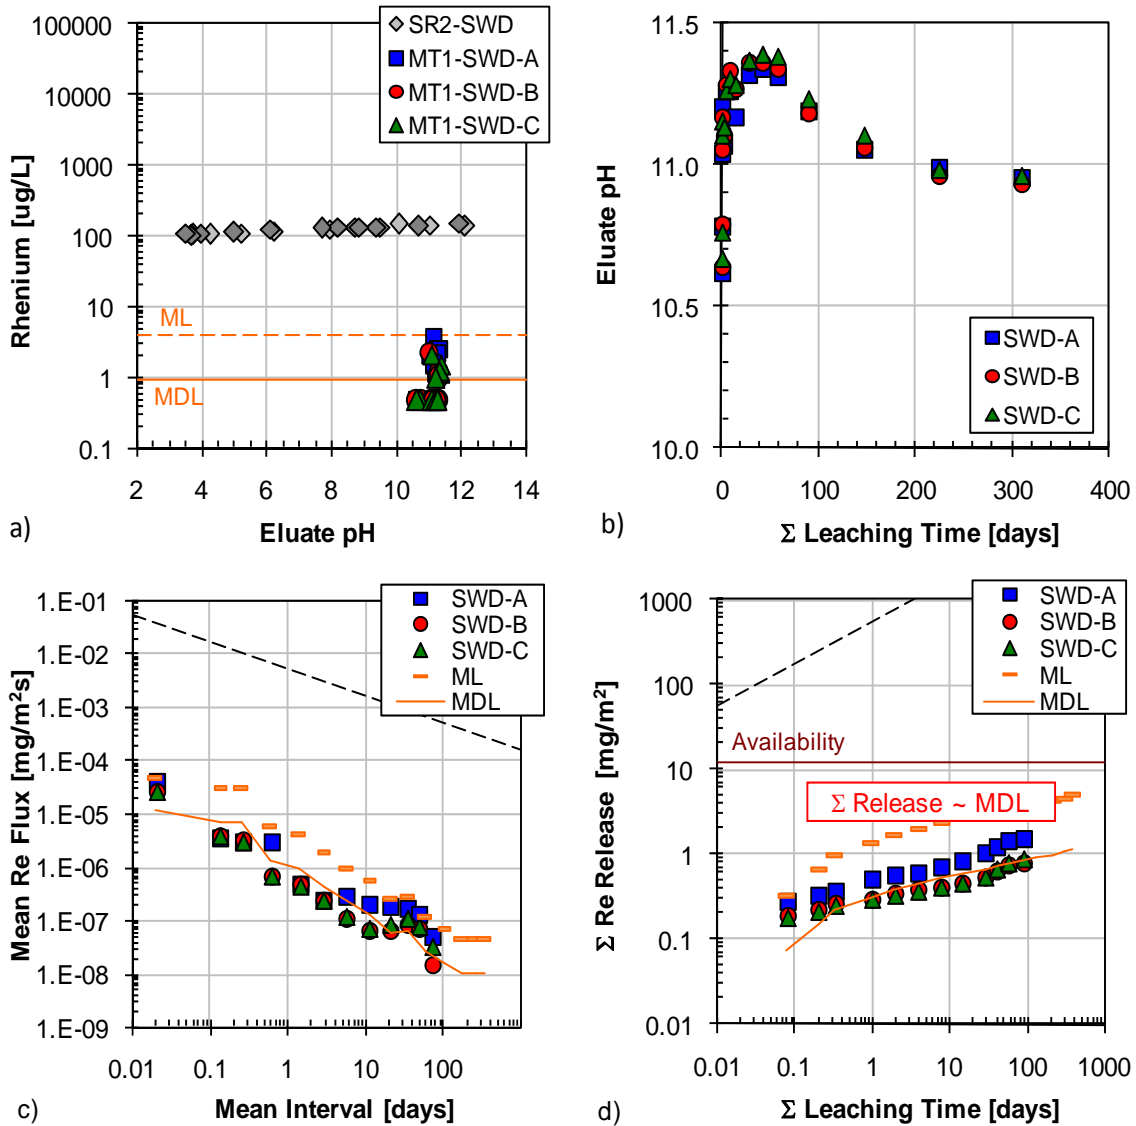 100000
10000
1000
100
10
1
0.1
Rhenium [ug/L]
SR2-SWD
MT1-SWD-A
MT1-SWD-B
MT1-SWD-C
ML
MDL
2 4 6 8 10 12 14
Eluate pH
a)
11.5
11.0
10.5
10.0
Eluate pH
SWD-A
SWD-B
SWD-C
0 100 200 300 400
Σ Leaching Time [days]
b)
1.E-01
1.E-02
1.E-03
1.E-04
1.E-05
1.E-06
1.E-07
1.E-08
1.E-09
Mean Re Flux [mg/m²s]
SWD-A
SWD-B
SWD-C
ML
MDL
0.01 0.1 1 10 100
Mean Interval [days]
c)
1000
100
10
1
0.1
0.01
Σ Re Release [mg/m²]
SWD-A
SWD-B
SWD-C
ML
MDL
Availability
Σ Release ~ MDL
0.01 0.1 1 10 100 1000
Σ Leaching Time [days]
d)